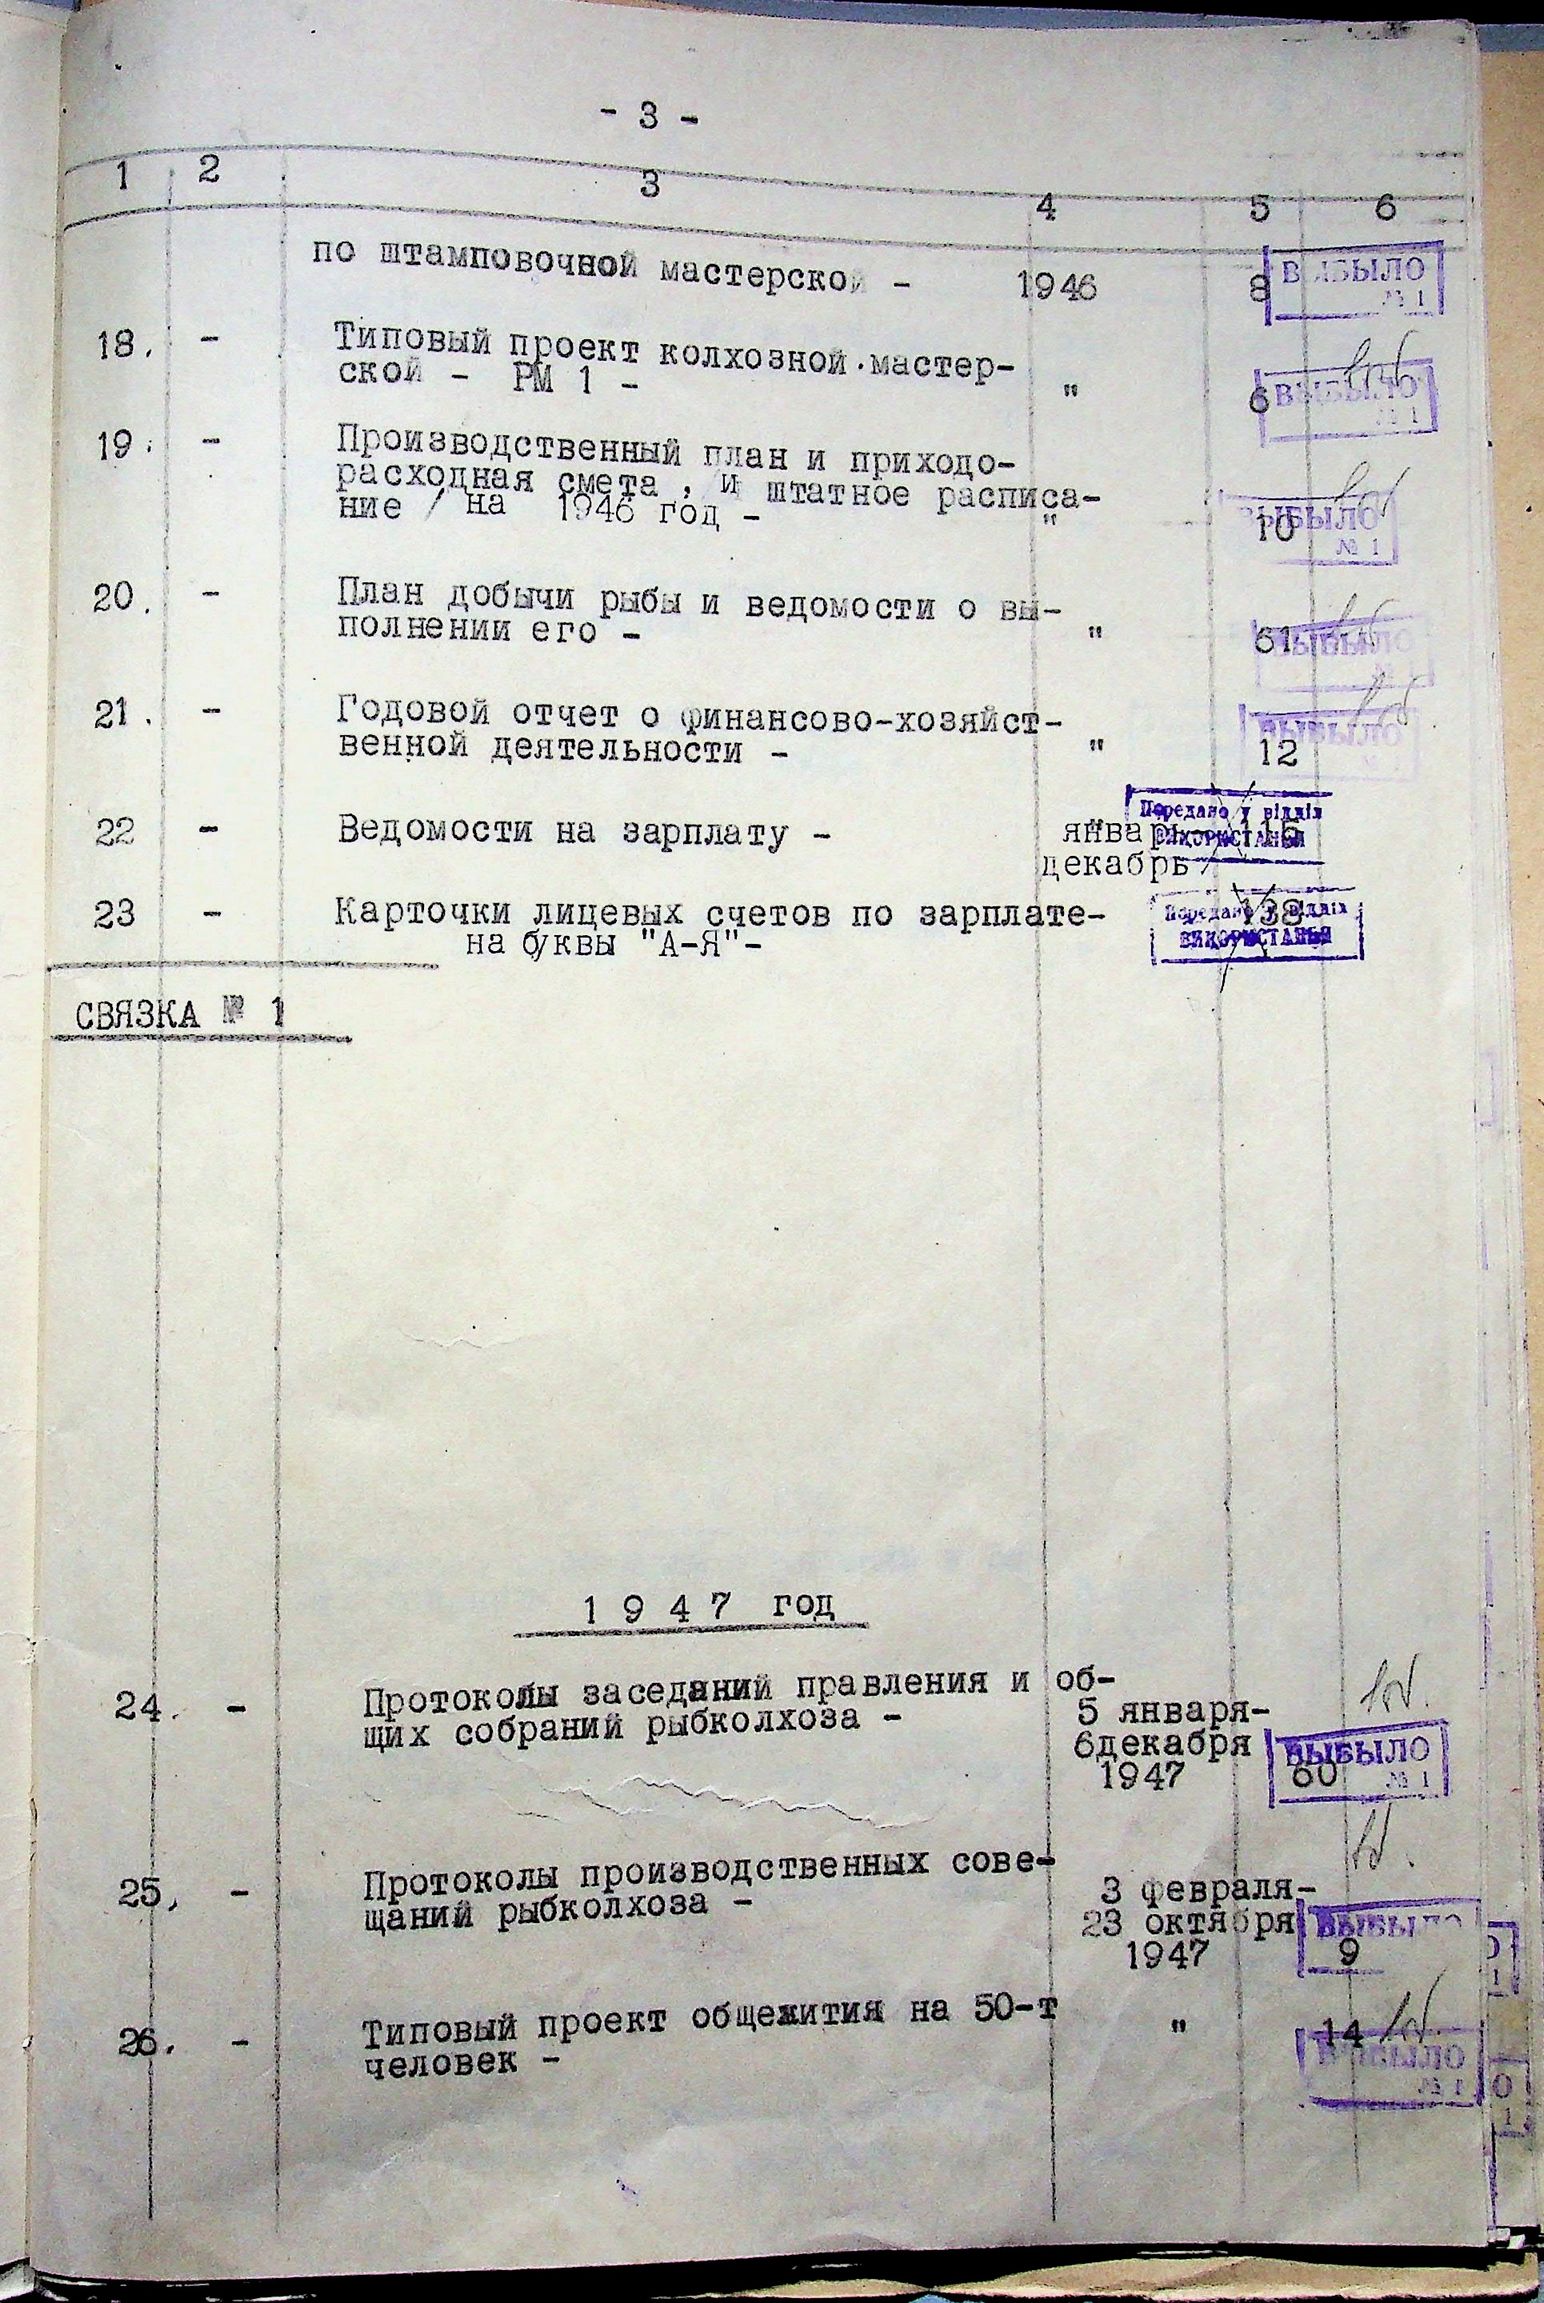 - 3 -
1 2 3 4 5 6
по штамповочной мастерской - 1946 8
ВЫБЫЛО
№ 1
18. - Типовый проект колхозной мастер-
ской - РМ 1 - " 6
ВЫБЫЛО
№ 1
19. - Производственный план и приходо-
расходная смета , и штатное расписа-
ние / на 1946 год - " 10
ВЫБЫЛО
№ 1
20. - План добычи рыбы и ведомости о вы-
полнении его - " 61
ВЫБЫЛО
№
21. - Годовой отчет о финансово-хозяйст-
венной деятельности - " 12
ВЫБЫЛО
22 - Ведомости на зарплату - январь-
декабрь
Передано у відділ
ВИКОРИСТАННЯ
23 - Карточки лицевых счетов по зарплате-
на буквы "А-Я"- 138
Передано у відділ
ВИКОРИСТАННЯ
СВЯЗКА № 1
1 9 4 7 год
24. - Протоколы заседаний правления и об-
щих собраний рыбколхоза - 5 января-
6декабря
1947 60
ВЫБЫЛО
№ 1
25. - Протоколы производственных сове-
щаний рыбколхоза - 3 февраля-
23 октября
1947 9
ВЫБЫЛО
26. - Типовый проект общежития на 50-т " 14
человек -
ВЫБЫЛО
№ 1